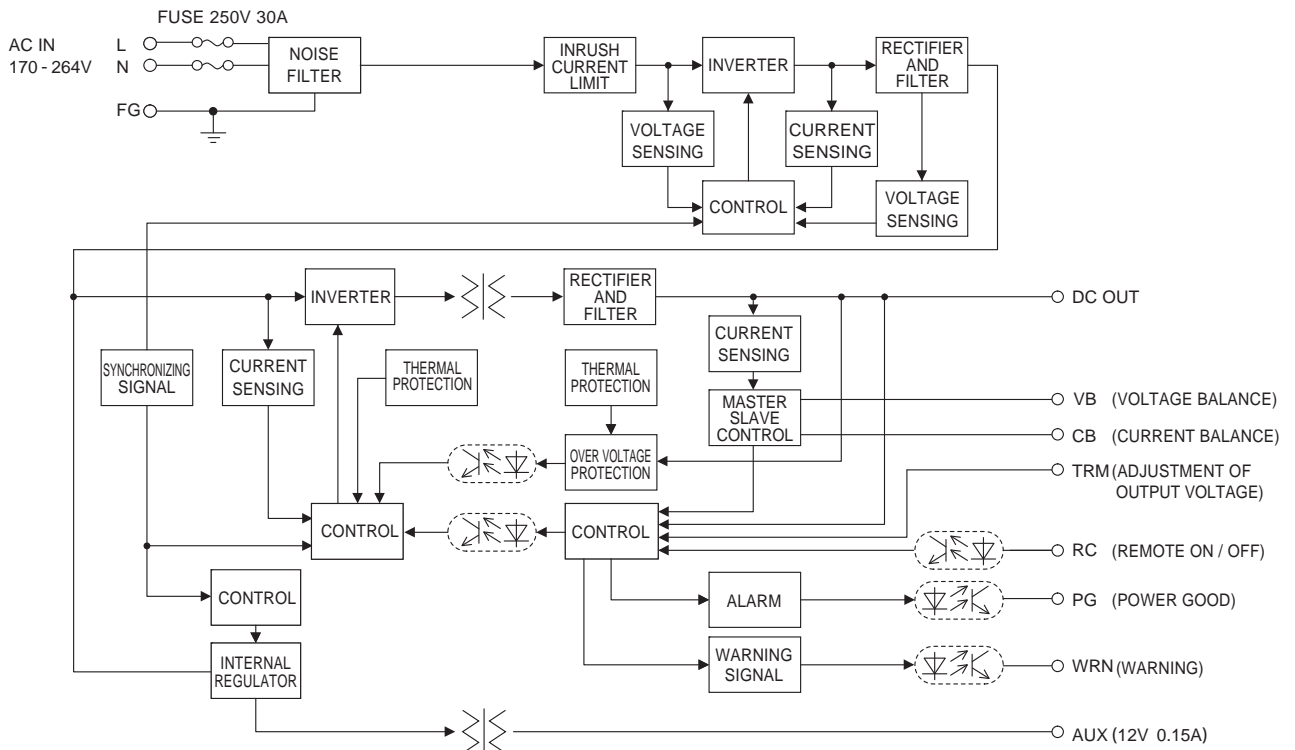 FUSE 250V 30A
AC IN
170 - 264V
L
N
FG
NOISE
FILTER
INRUSH
CURRENT
LIMIT
INVERTER
RECTIFIER
AND
FILTER
VOLTAGE
SENSING
CURRENT
SENSING
CONTROL
VOLTAGE
SENSING
INVERTER
RECTIFIER
AND
FILTER
DC OUT
SYNCHRONIZING
SIGNAL
CURRENT
SENSING
THERMAL
PROTECTION
THERMAL
PROTECTION
CURRENT
SENSING
MASTER
SLAVE
CONTROL
VB (VOLTAGE BALANCE)
CB (CURRENT BALANCE)
OVER VOLTAGE
PROTECTION
TRM (ADJUSTMENT OF
OUTPUT VOLTAGE)
CONTROL
CONTROL
RC (REMOTE ON / OFF)
CONTROL
ALARM
PG (POWER GOOD)
INTERNAL
REGULATOR
WARNING
SIGNAL
WRN (WARNING)
AUX (12V 0.15A)